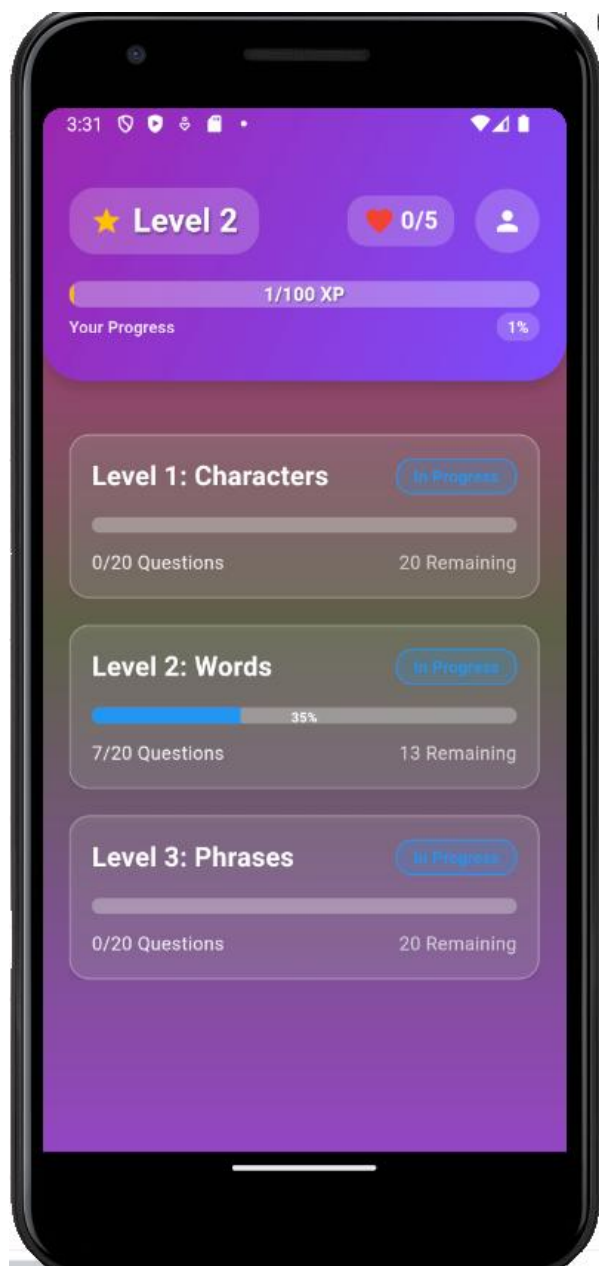 3:31
Level 2
0/5
1/100 XP
Your Progress
1%
Level 1: Characters
In Progress
0/20 Questions
20 Remaining
Level 2: Words
In Progress
35%
7/20 Questions
13 Remaining
Level 3: Phrases
In Progress
0/20 Questions
20 Remaining